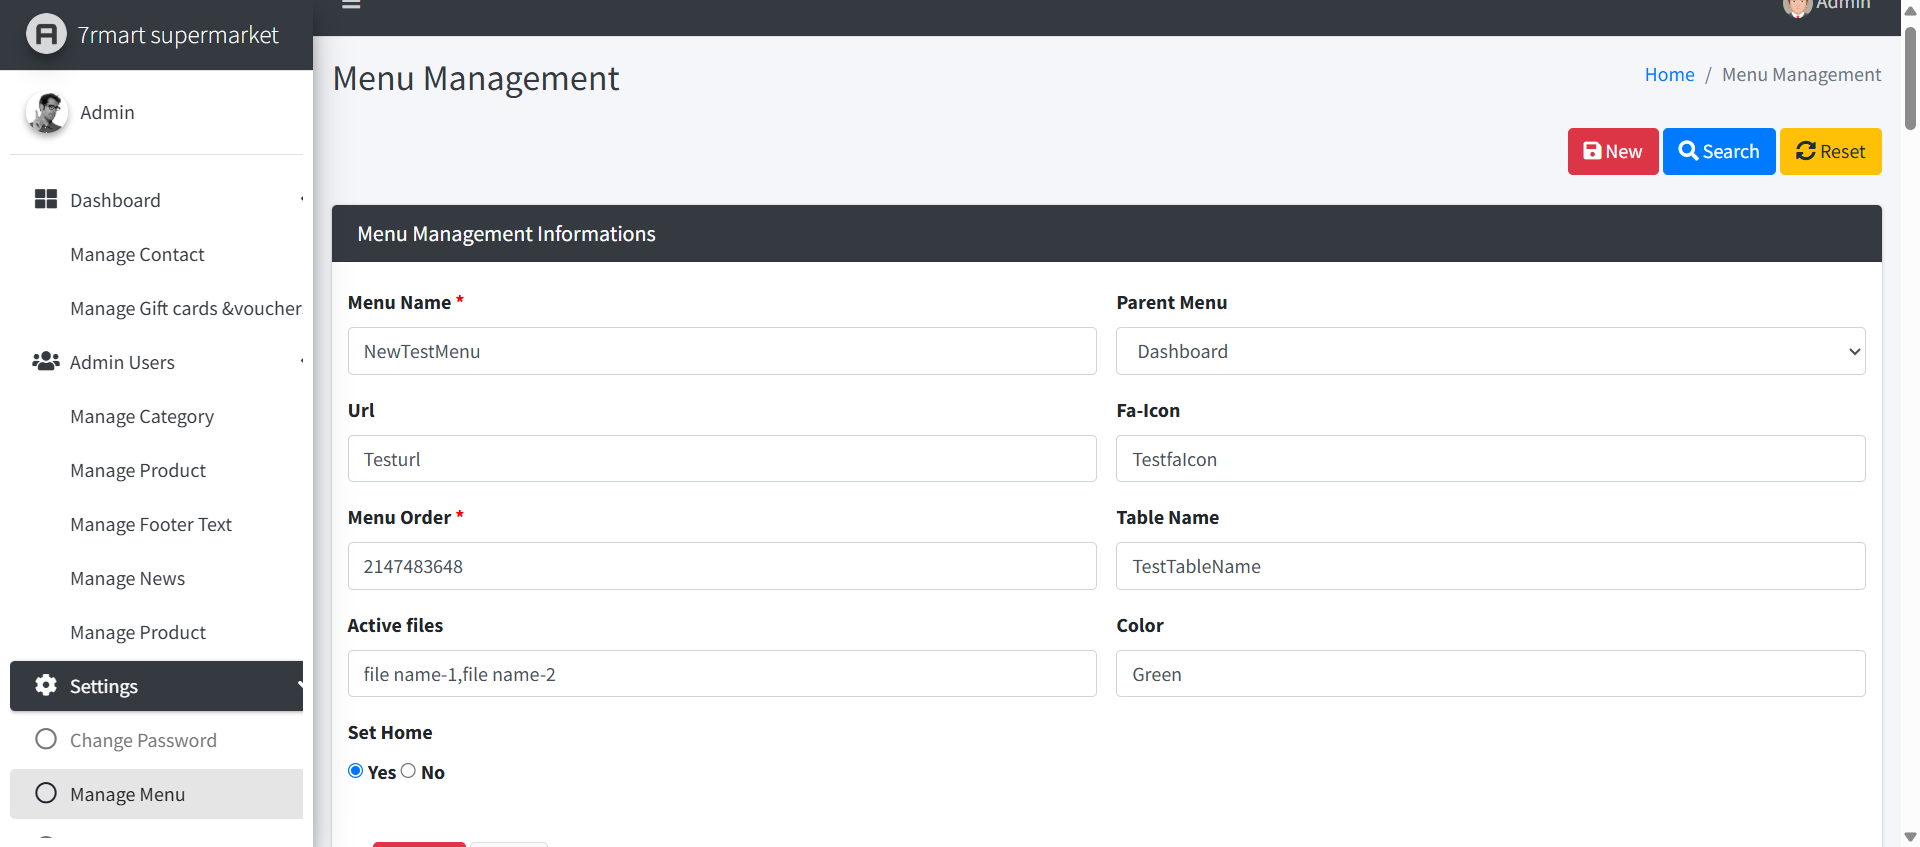 7rmart supermarket
Admin
Admin
Dashboard
Manage Contact
Manage Gift cards &voucher
Admin Users
Manage Category
Manage Product
Manage Footer Text
Manage News
Manage Product
Settings
Change Password
Manage Menu
Menu Management
Home / Menu Management
New Search Reset
Menu Management Informations
Menu Name * Parent Menu
NewTestMenu Dashboard
Url Fa-Icon
Testurl TestfaIcon
Menu Order * Table Name
2147483648 TestTableName
Active files Color
file name-1,file name-2 Green
Set Home
Yes No